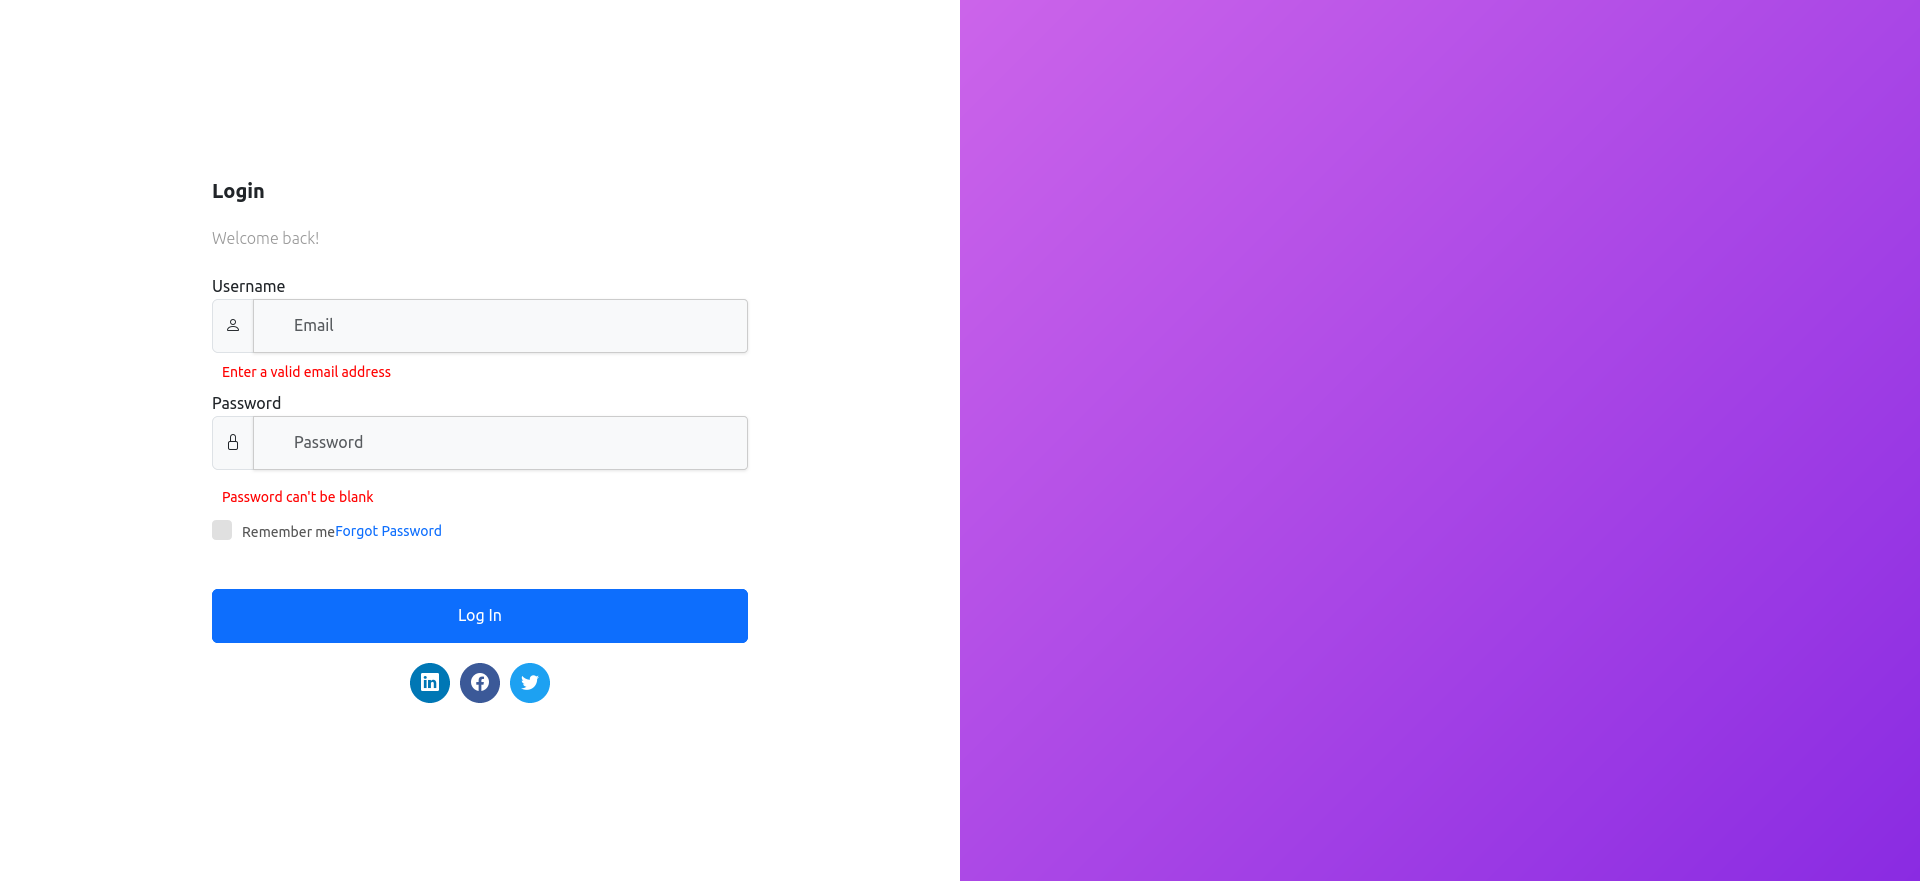 Login
Welcome back!
Username
Email
Enter a valid email address
Password
Password
Password can't be blank
Remember meForgot Password
Log In